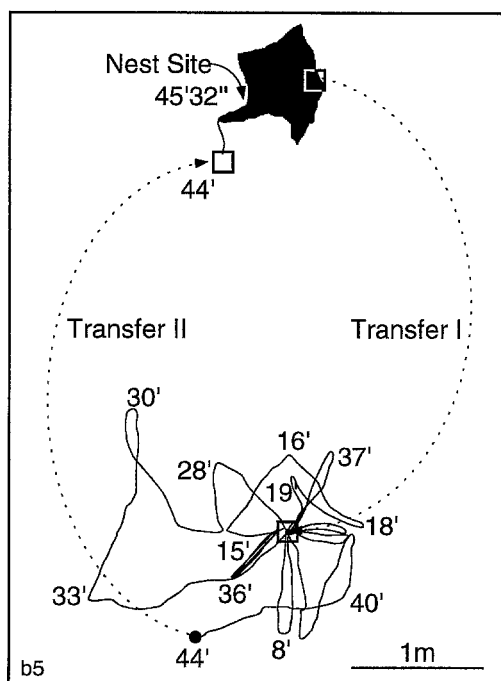 Nest Site
45'32"
44'
Transfer II
Transfer I
30'
16'
37'
28'
19'
18'
15'
36'
33'
40'
8'
44'
1m
b5